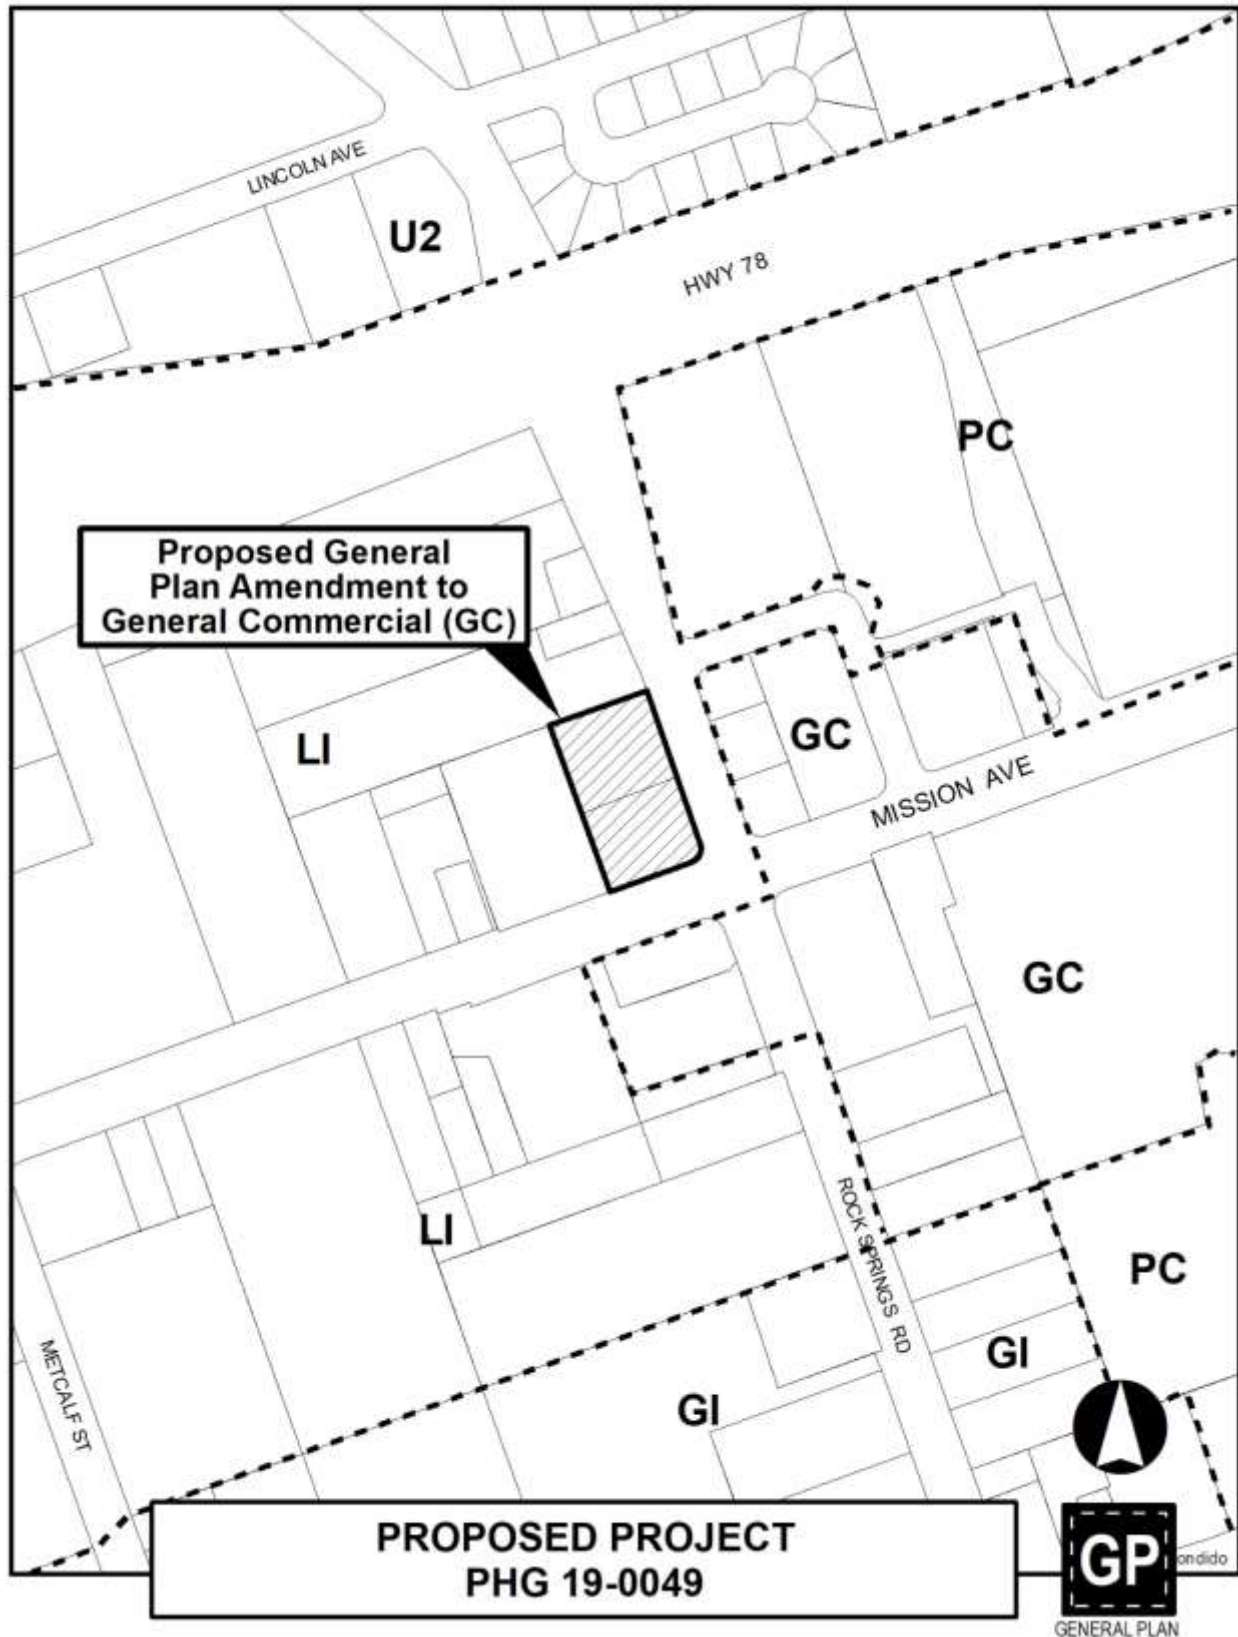 LINCOLN AVE
U2
HWY 78
PC
Proposed General
Plan Amendment to
General Commercial (GC)
LI
GC
MISSION AVE
GC
LI
ROCK SPRINGS RD
PC
METCALF ST
GI
GI
PROPOSED PROJECT
PHG 19-0049
GP
ondido
GENERAL PLAN